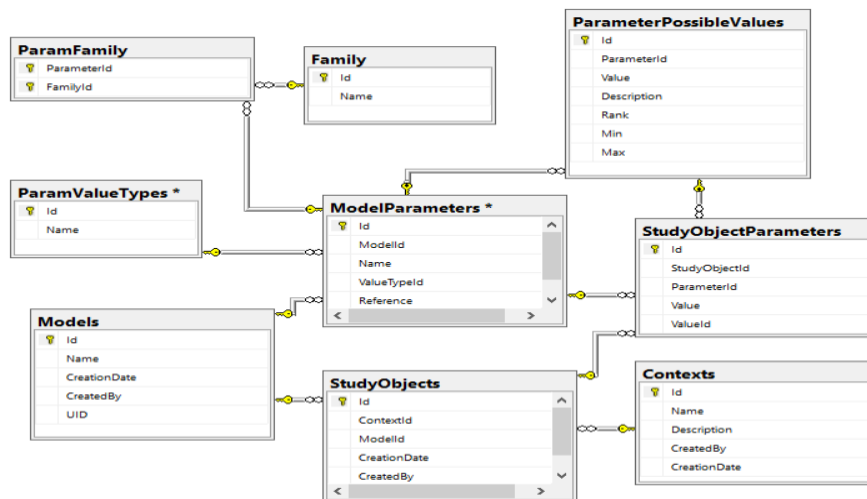 ParamFamily
ParameterId
FamilyId
Family
Id
Name
ParameterPossibleValues
Id
ParameterId
Value
Description
Rank
Min
Max
ParamValueTypes *
Id
Name
ModelParameters *
Id
ModelId
Name
ValueTypeId
Reference
StudyObjectParameters
Id
StudyObjectId
ParameterId
Value
ValueId
Models
Id
Name
CreationDate
CreatedBy
UID
StudyObjects
Id
ContextId
ModelId
CreationDate
CreatedBy
Contexts
Id
Name
Description
CreatedBy
CreationDate